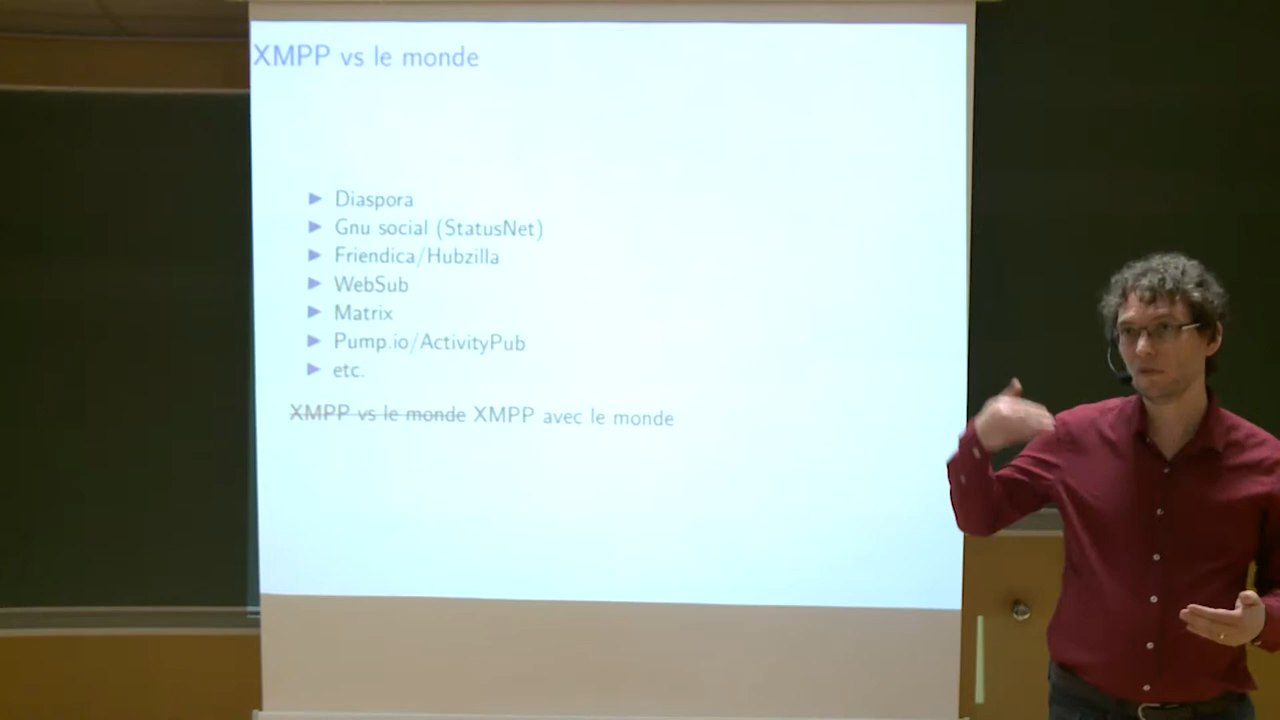 XMPP vs le monde
Diaspora
Gnu social (StatusNet)
Friendica/Hubzilla
WebSub
Matrix
Pump.io/ActivityPub
etc.
XMPP vs le monde XMPP avec le monde